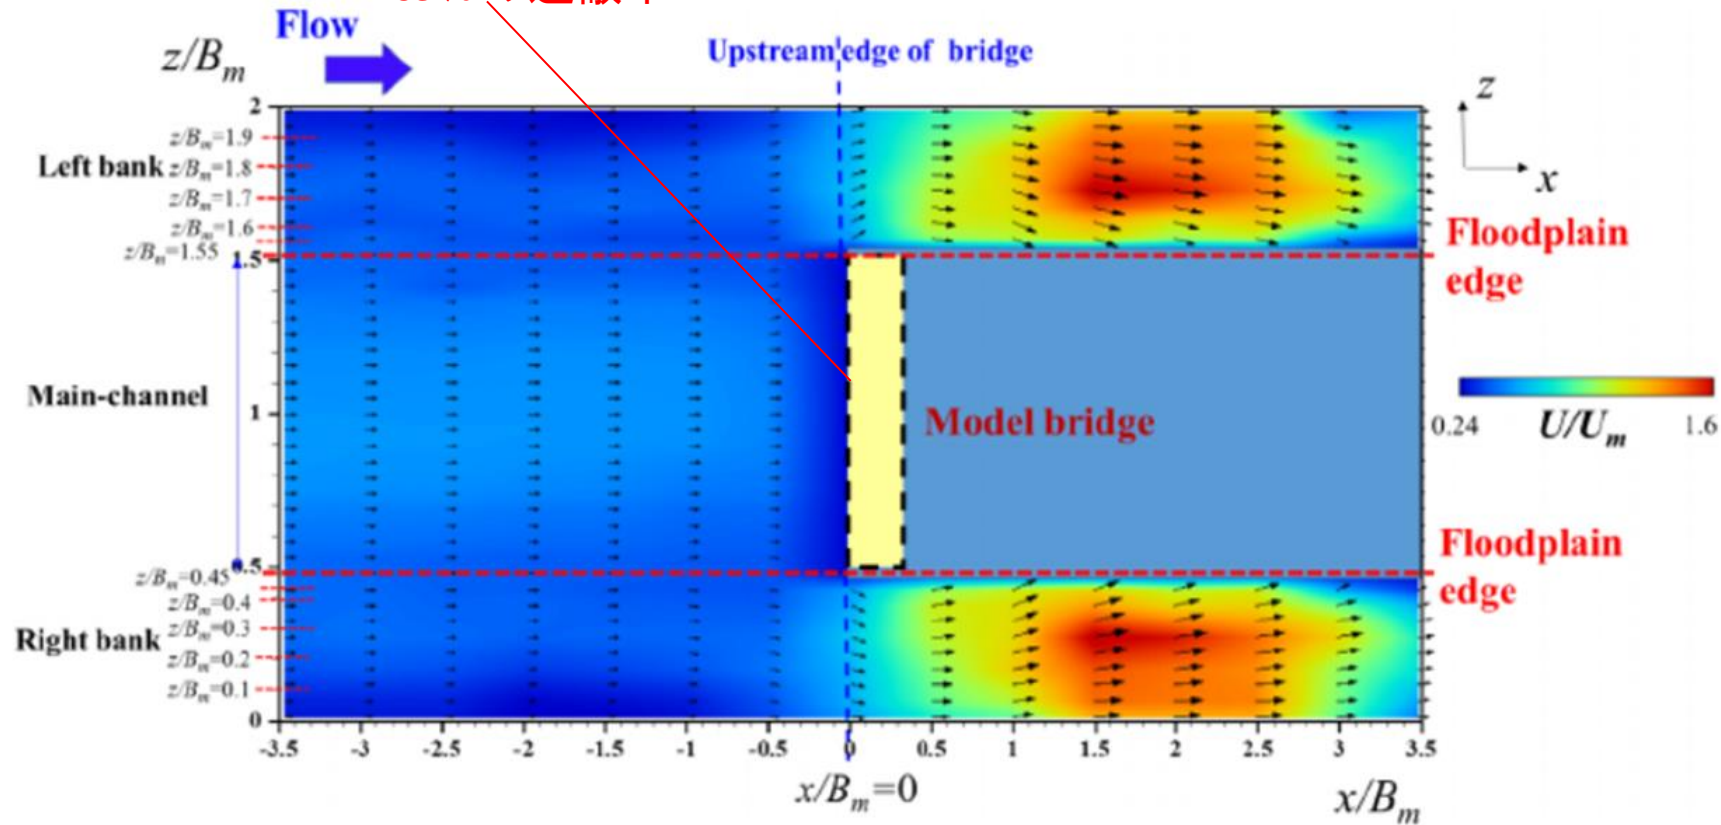 Flow
z/Bm
Upstream edge of bridge
z
x
2
z/Bm=1.9
Left bank z/Bm=1.8
z/Bm=1.7
z/Bm=1.6
z/Bm=1.55
1.5
Floodplain
edge
Main-channel
1
Model bridge
0.24 U/Um 1.6
0.5
z/Bm=0.45
z/Bm=0.4
Right bank z/Bm=0.3
z/Bm=0.2
z/Bm=0.1
0
Floodplain
edge
-3.5 -3 -2.5 -2 -1.5 -1 -0.5 0 0.5 1 1.5 2 2.5 3 3.5
x/Bm=0
x/Bm